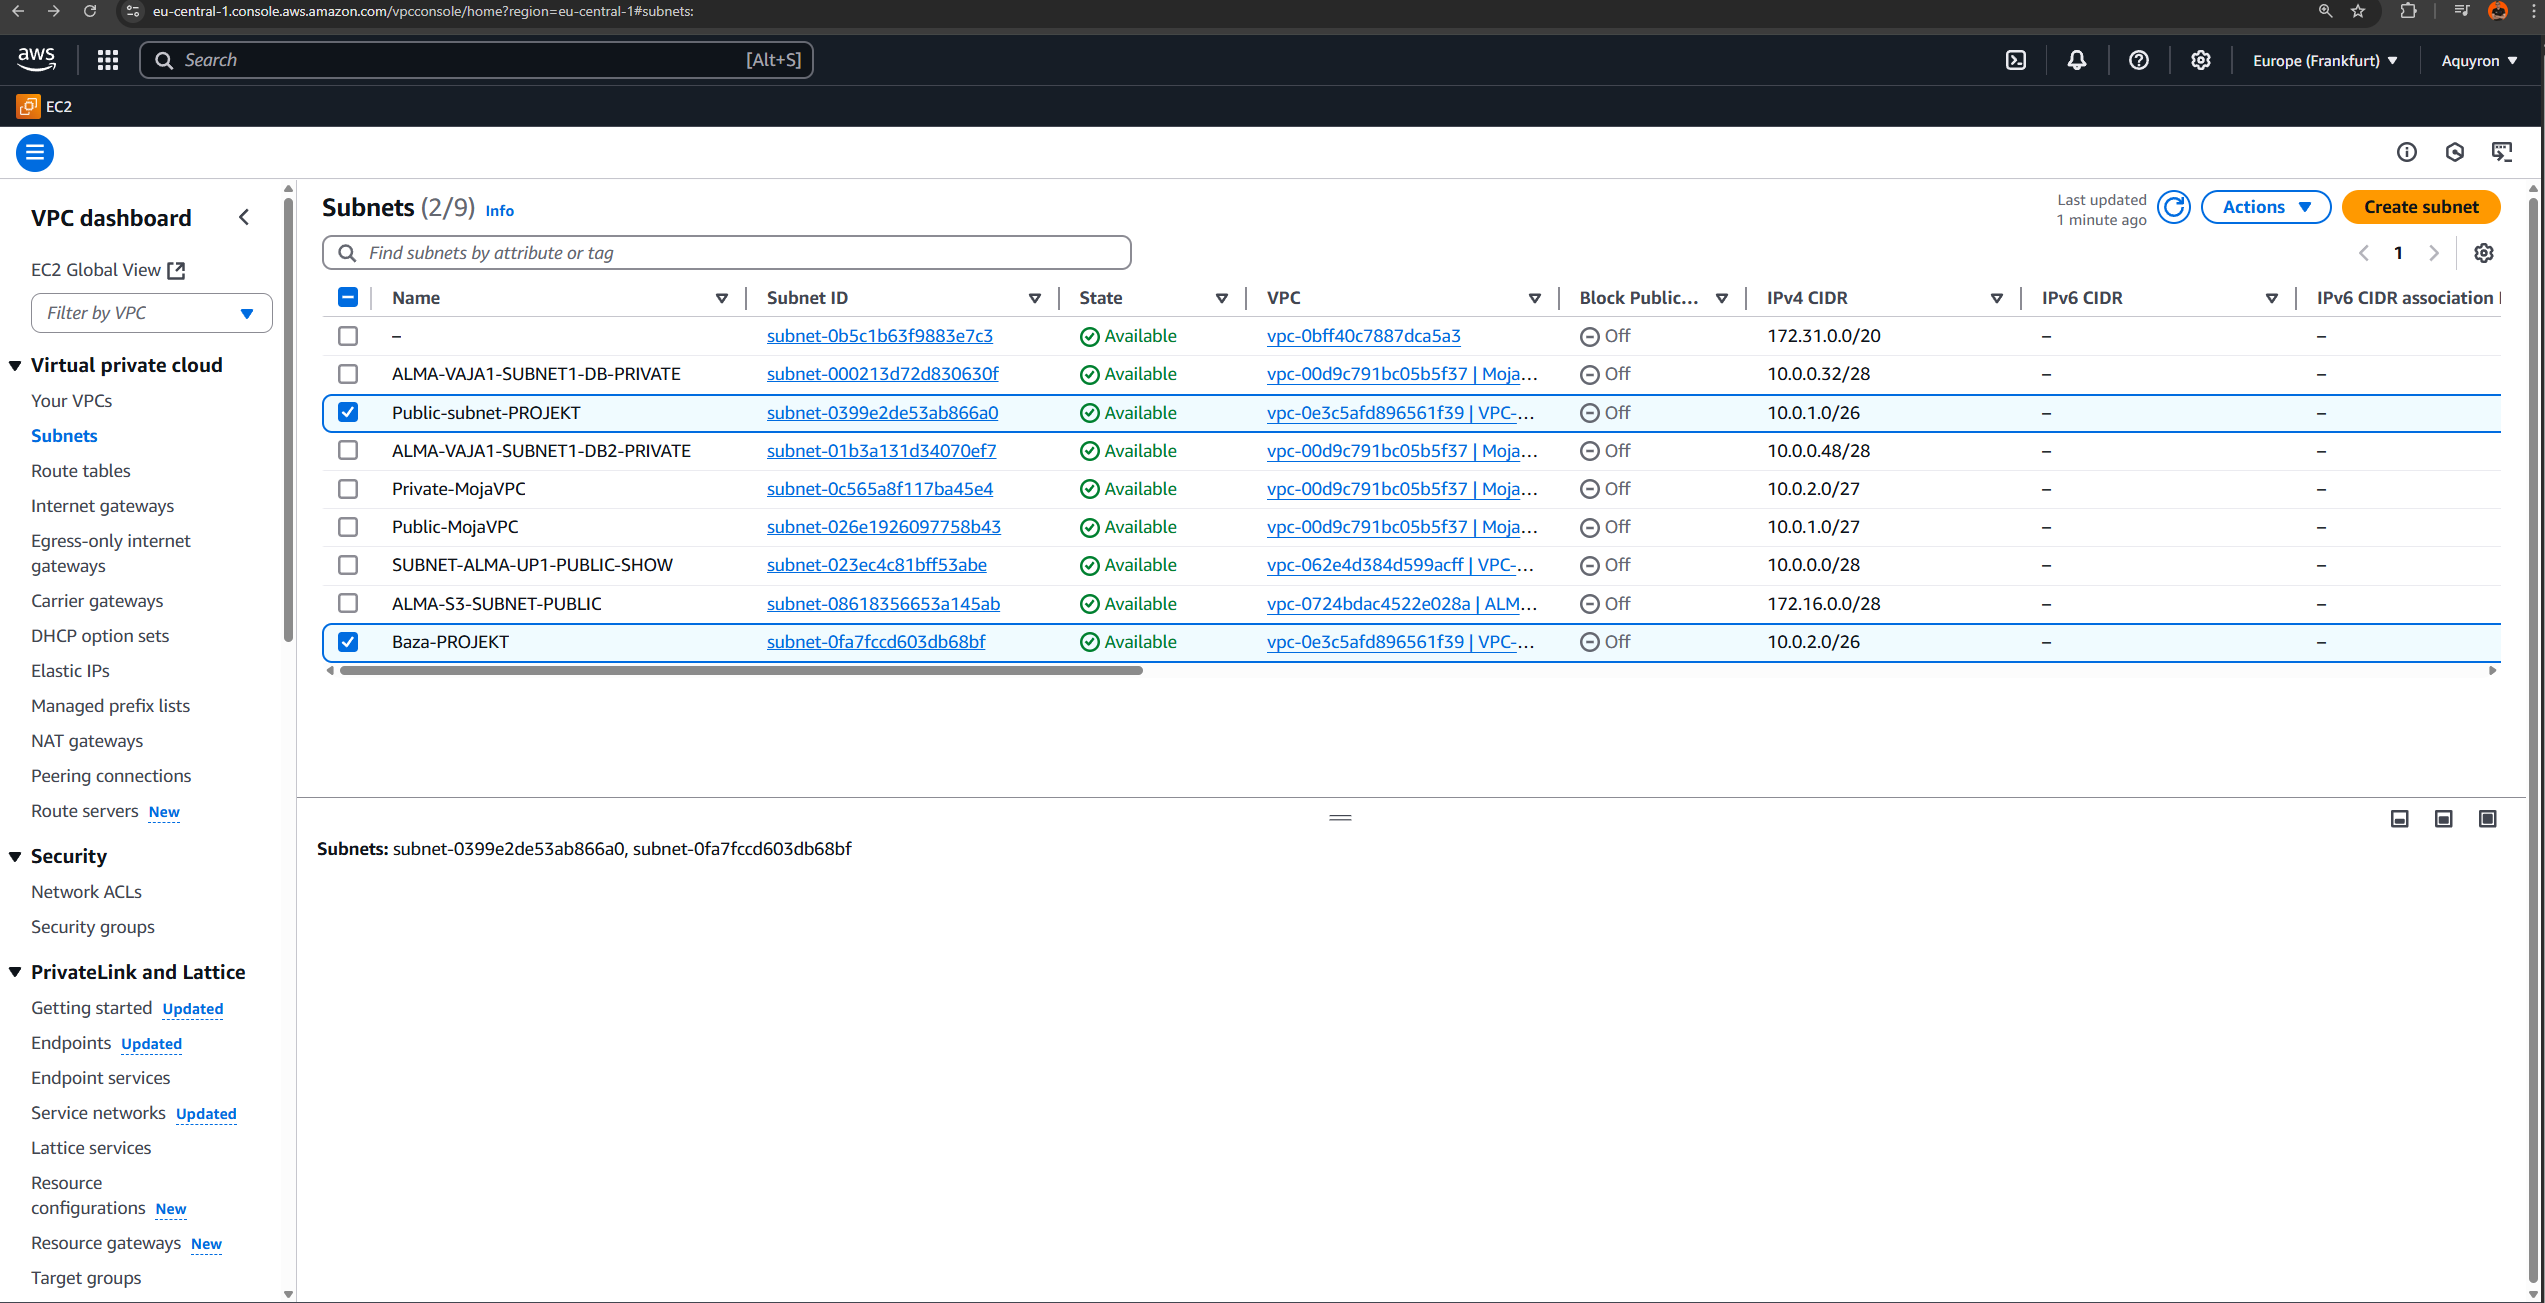 eu-central-1.console.aws.amazon.com/vpcconsole/home?region=eu-central-1#subnets:
aws
Search [Alt+S]
Europe (Frankfurt)
Aquyron
EC2
VPC dashboard
EC2 Global View
Filter by VPC
Virtual private cloud
Your VPCs
Subnets
Route tables
Internet gateways
Egress-only internet
gateways
Carrier gateways
DHCP option sets
Elastic IPs
Managed prefix lists
NAT gateways
Peering connections
Route servers New
Security
Network ACLs
Security groups
PrivateLink and Lattice
Getting started Updated
Endpoints Updated
Endpoint services
Service networks Updated
Lattice services
Resource
configurations New
Resource gateways New
Target groups
Subnets (2/9) Info
Last updated
1 minute ago
Actions
Create subnet
Find subnets by attribute or tag
1
Name Subnet ID State VPC Block Public... IPv4 CIDR IPv6 CIDR IPv6 CIDR association I
– subnet-0b5c1b63f9883e7c3 Available vpc-0bff40c7887dca5a3 Off 172.31.0.0/20 – –
ALMA-VAJA1-SUBNET1-DB-PRIVATE subnet-000213d72d830630f Available vpc-00d9c791bc05b5f37 | Moja... Off 10.0.0.32/28 – –
Public-subnet-PROJEKT subnet-0399e2de53ab866a0 Available vpc-0e3c5afd896561f39 | VPC-... Off 10.0.1.0/26 – –
ALMA-VAJA1-SUBNET1-DB2-PRIVATE subnet-01b3a131d34070ef7 Available vpc-00d9c791bc05b5f37 | Moja... Off 10.0.0.48/28 – –
Private-MojaVPC subnet-0c565a8f117ba45e4 Available vpc-00d9c791bc05b5f37 | Moja... Off 10.0.2.0/27 – –
Public-MojaVPC subnet-026e1926097758b43 Available vpc-00d9c791bc05b5f37 | Moja... Off 10.0.1.0/27 – –
SUBNET-ALMA-UP1-PUBLIC-SHOW subnet-023ec4c81bff53abe Available vpc-062e4d384d599acff | VPC-... Off 10.0.0.0/28 – –
ALMA-S3-SUBNET-PUBLIC subnet-08618356653a145ab Available vpc-0724bdac4522e028a | ALM... Off 172.16.0.0/28 – –
Baza-PROJEKT subnet-0fa7fccd603db68bf Available vpc-0e3c5afd896561f39 | VPC-... Off 10.0.2.0/26 – –
Subnets: subnet-0399e2de53ab866a0, subnet-0fa7fccd603db68bf